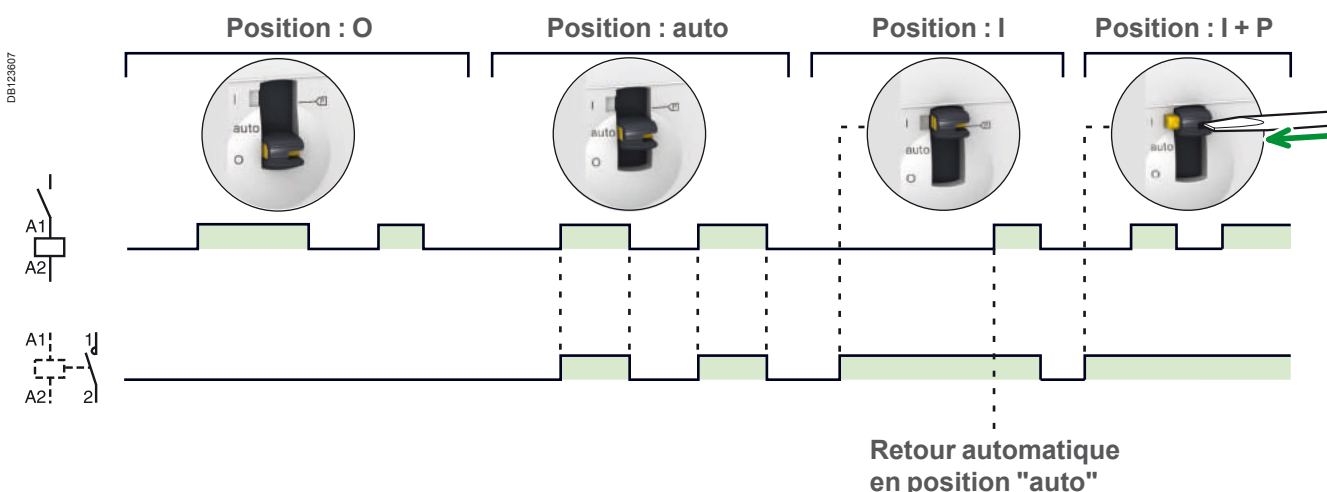 Position : O
Position : auto
Position : I
Position : I + P
DB123607
I
P
auto
O
I
P
auto
O
I
P
auto
O
I
auto
O
A1
A2
A1
1
A2
2
Retour automatique
en position "auto"